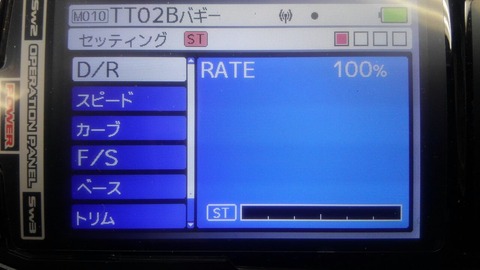 M010 TT02Bバギー
セッティング ST
D/R
スピード
カーブ
F/S
ベース
トリム
RATE 100%
ST
SW2
OPERATION PANEL
SW3
POWER